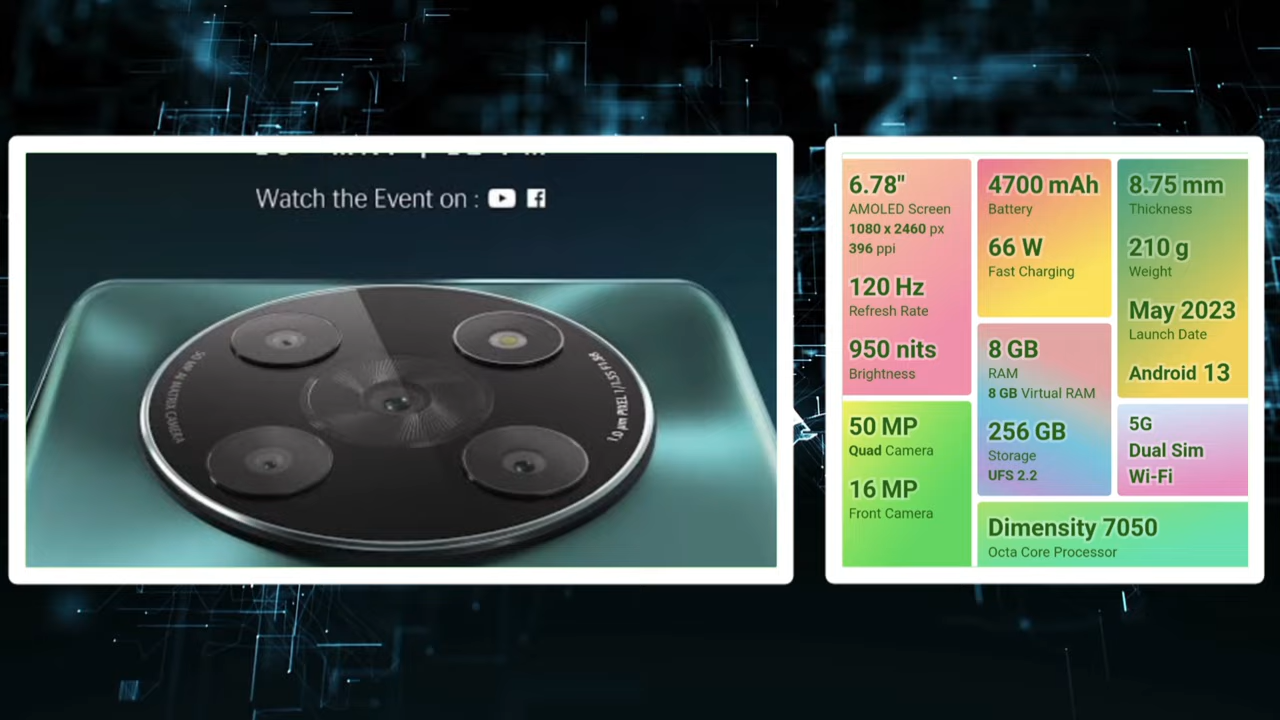 Watch the Event on :
50 MP AI MATRIX CAMERA
1.0 μm PIXEL 1/1.55 F1.88
6.78"
AMOLED Screen
1080 x 2460 px
396 ppi
120 Hz
Refresh Rate
950 nits
Brightness
50 MP
Quad Camera
16 MP
Front Camera
4700 mAh
Battery
66 W
Fast Charging
8 GB
RAM
8 GB Virtual RAM
256 GB
Storage
UFS 2.2
8.75 mm
Thickness
210 g
Weight
May 2023
Launch Date
Android 13
5G
Dual Sim
Wi-Fi
Dimensity 7050
Octa Core Processor